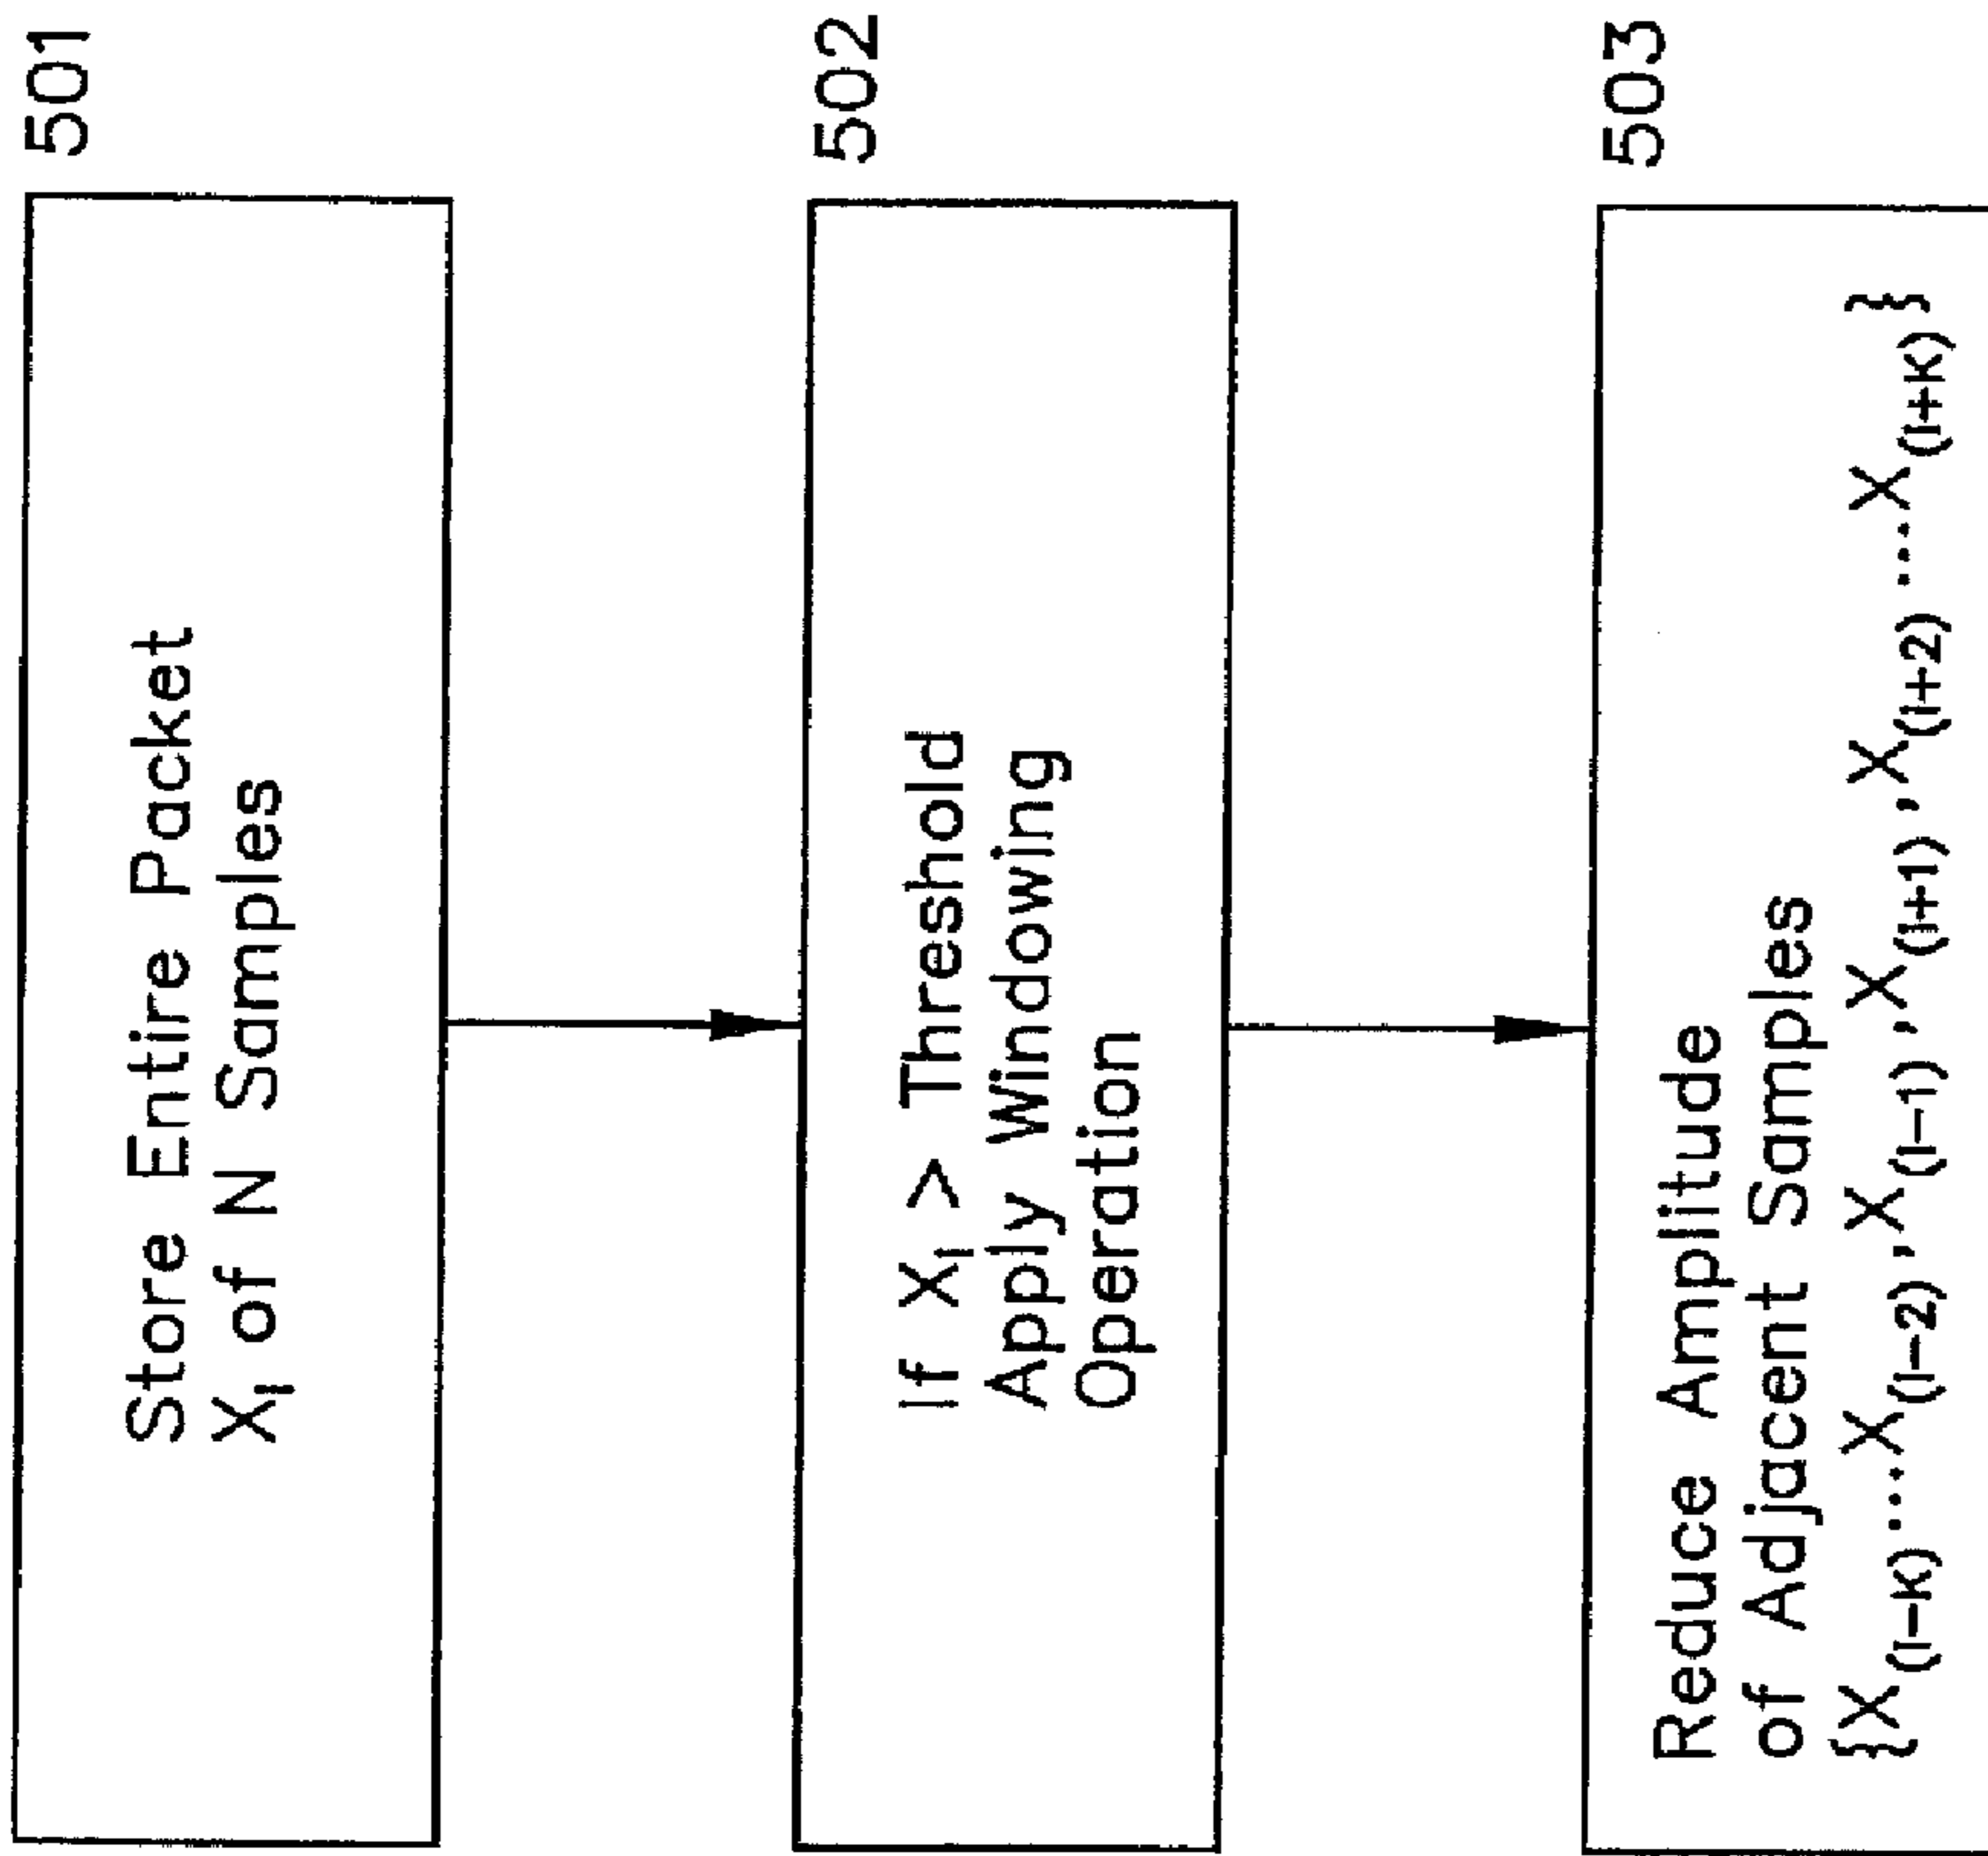 501
Store Entire Packet
X_I of N Samples
502
If X_I > Threshold
Apply Windowing
Operation
503
Reduce Amplitude
of Adjacent Samples
{X_(I-K)...X_(I-2),X,X_(I-1),X_(I+1),X_(I+2)...X_(I+K)}